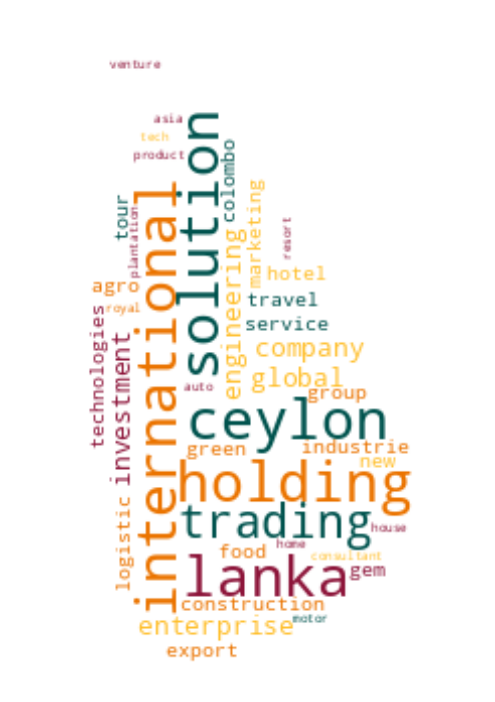 venture
asia
tech
product
solution
colombo
tour
plantation
international
marketing
engineering
resort
hotel
agro
royal
travel
technologies
service
investment
company
global
auto
group
ceylon
green
industrie
new
holding
logistic
trading
house
home
food
consultant
lanka
gem
construction
motor
enterprise
export